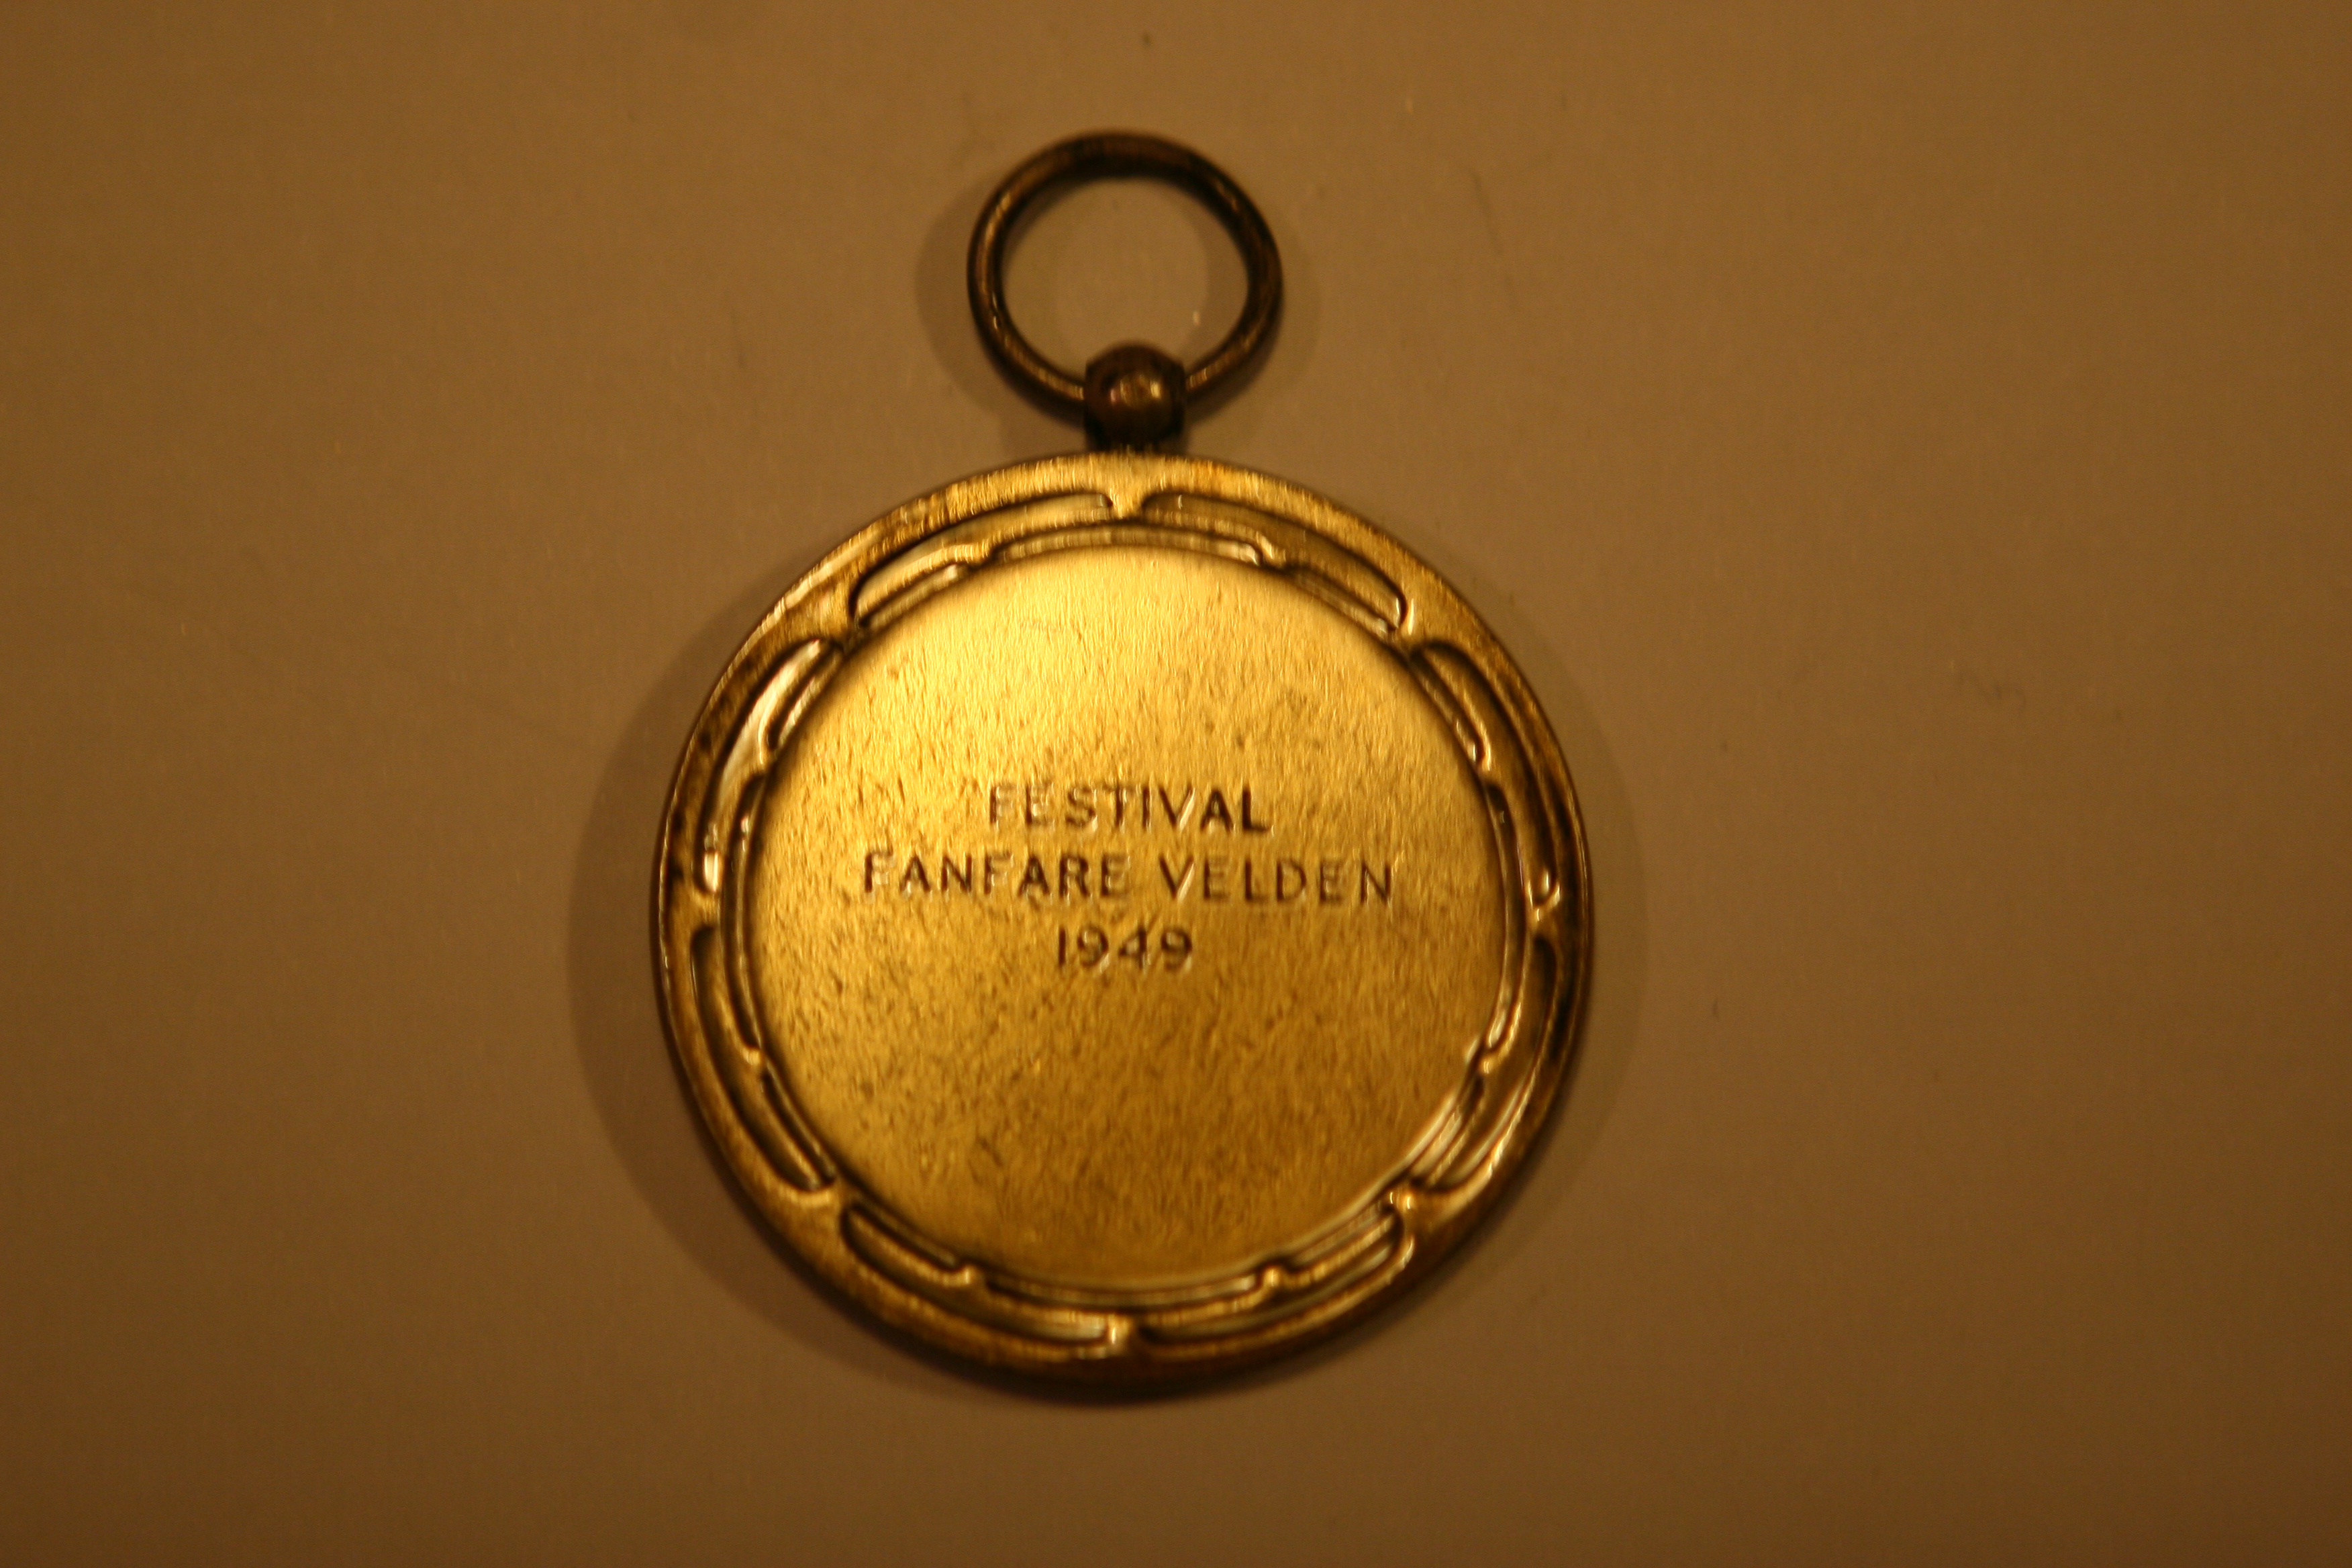 FESTIVAL
FANFARE VELDEN
1949